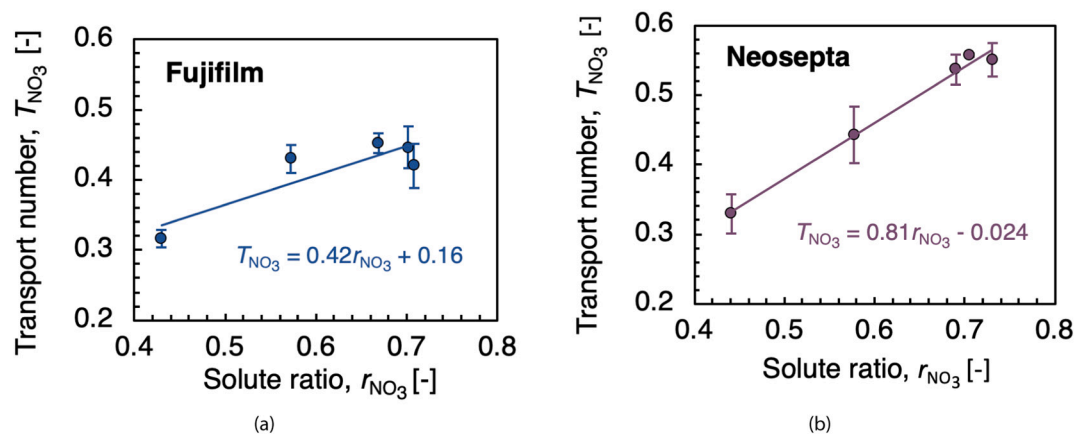 Fujifilm
Transport number, T_NO3 [-]
0.6
0.5
0.4
0.3
0.2
T_NO3 = 0.42r_NO3 + 0.16
0.4 0.5 0.6 0.7 0.8
Solute ratio, r_NO3 [-]
(a)
Neosepta
Transport number, T_NO3 [-]
0.6
0.5
0.4
0.3
0.2
T_NO3 = 0.81r_NO3 - 0.024
0.4 0.5 0.6 0.7 0.8
Solute ratio, r_NO3 [-]
(b)